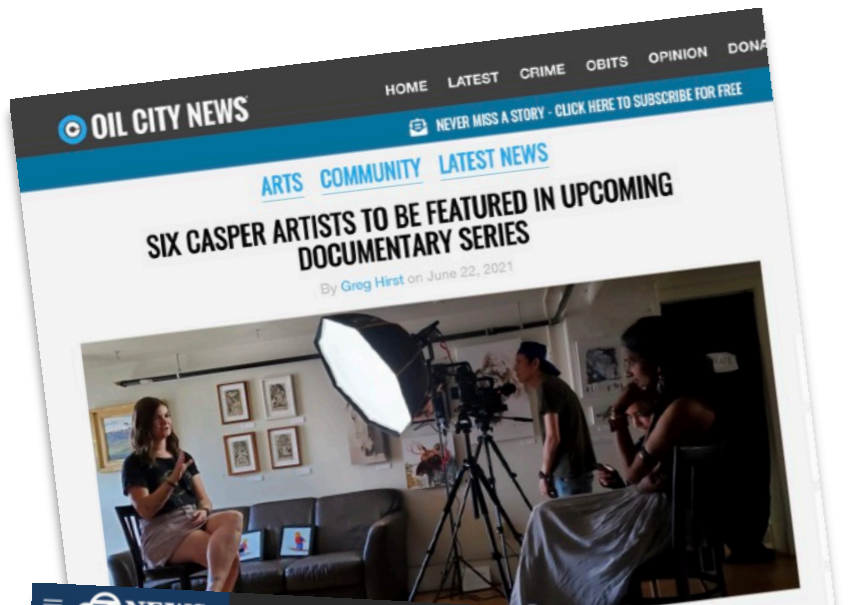 OIL CITY NEWS
HOME LATEST CRIME OBITS OPINION DONA
NEVER MISS A STORY - CLICK HERE TO SUBSCRIBE FOR FREE
ARTS COMMUNITY LATEST NEWS
SIX CASPER ARTISTS TO BE FEATURED IN UPCOMING
DOCUMENTARY SERIES
By Greg Hirst on June 22, 2021
NEWS